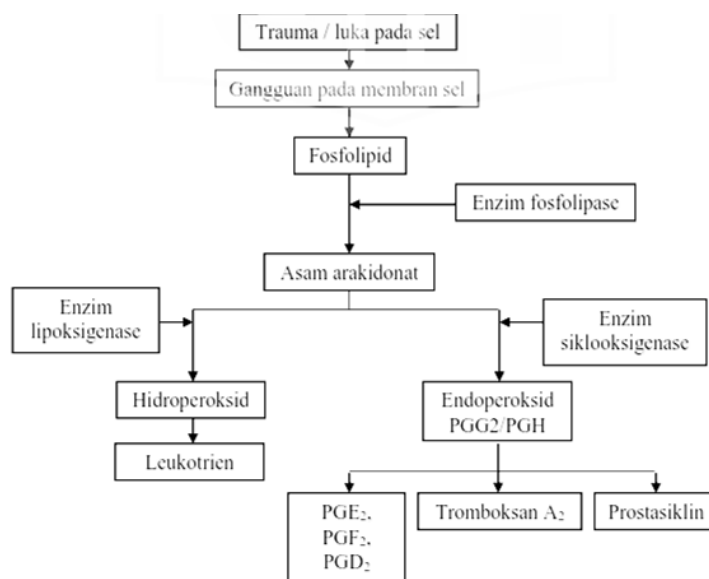 Trauma / luka pada sel
Gangguan pada membran sel
Fosfolipid
Enzim fosfolipase
Asam arakidonat
Enzim
lipoksigenase
Enzim
siklooksigenase
Hidroperoksid
Endoperoksid
PGG2/PGH
Leukotrien
PGE₂,
PGF₂,
PGD₂
Tromboksan A₂
Prostasiklin